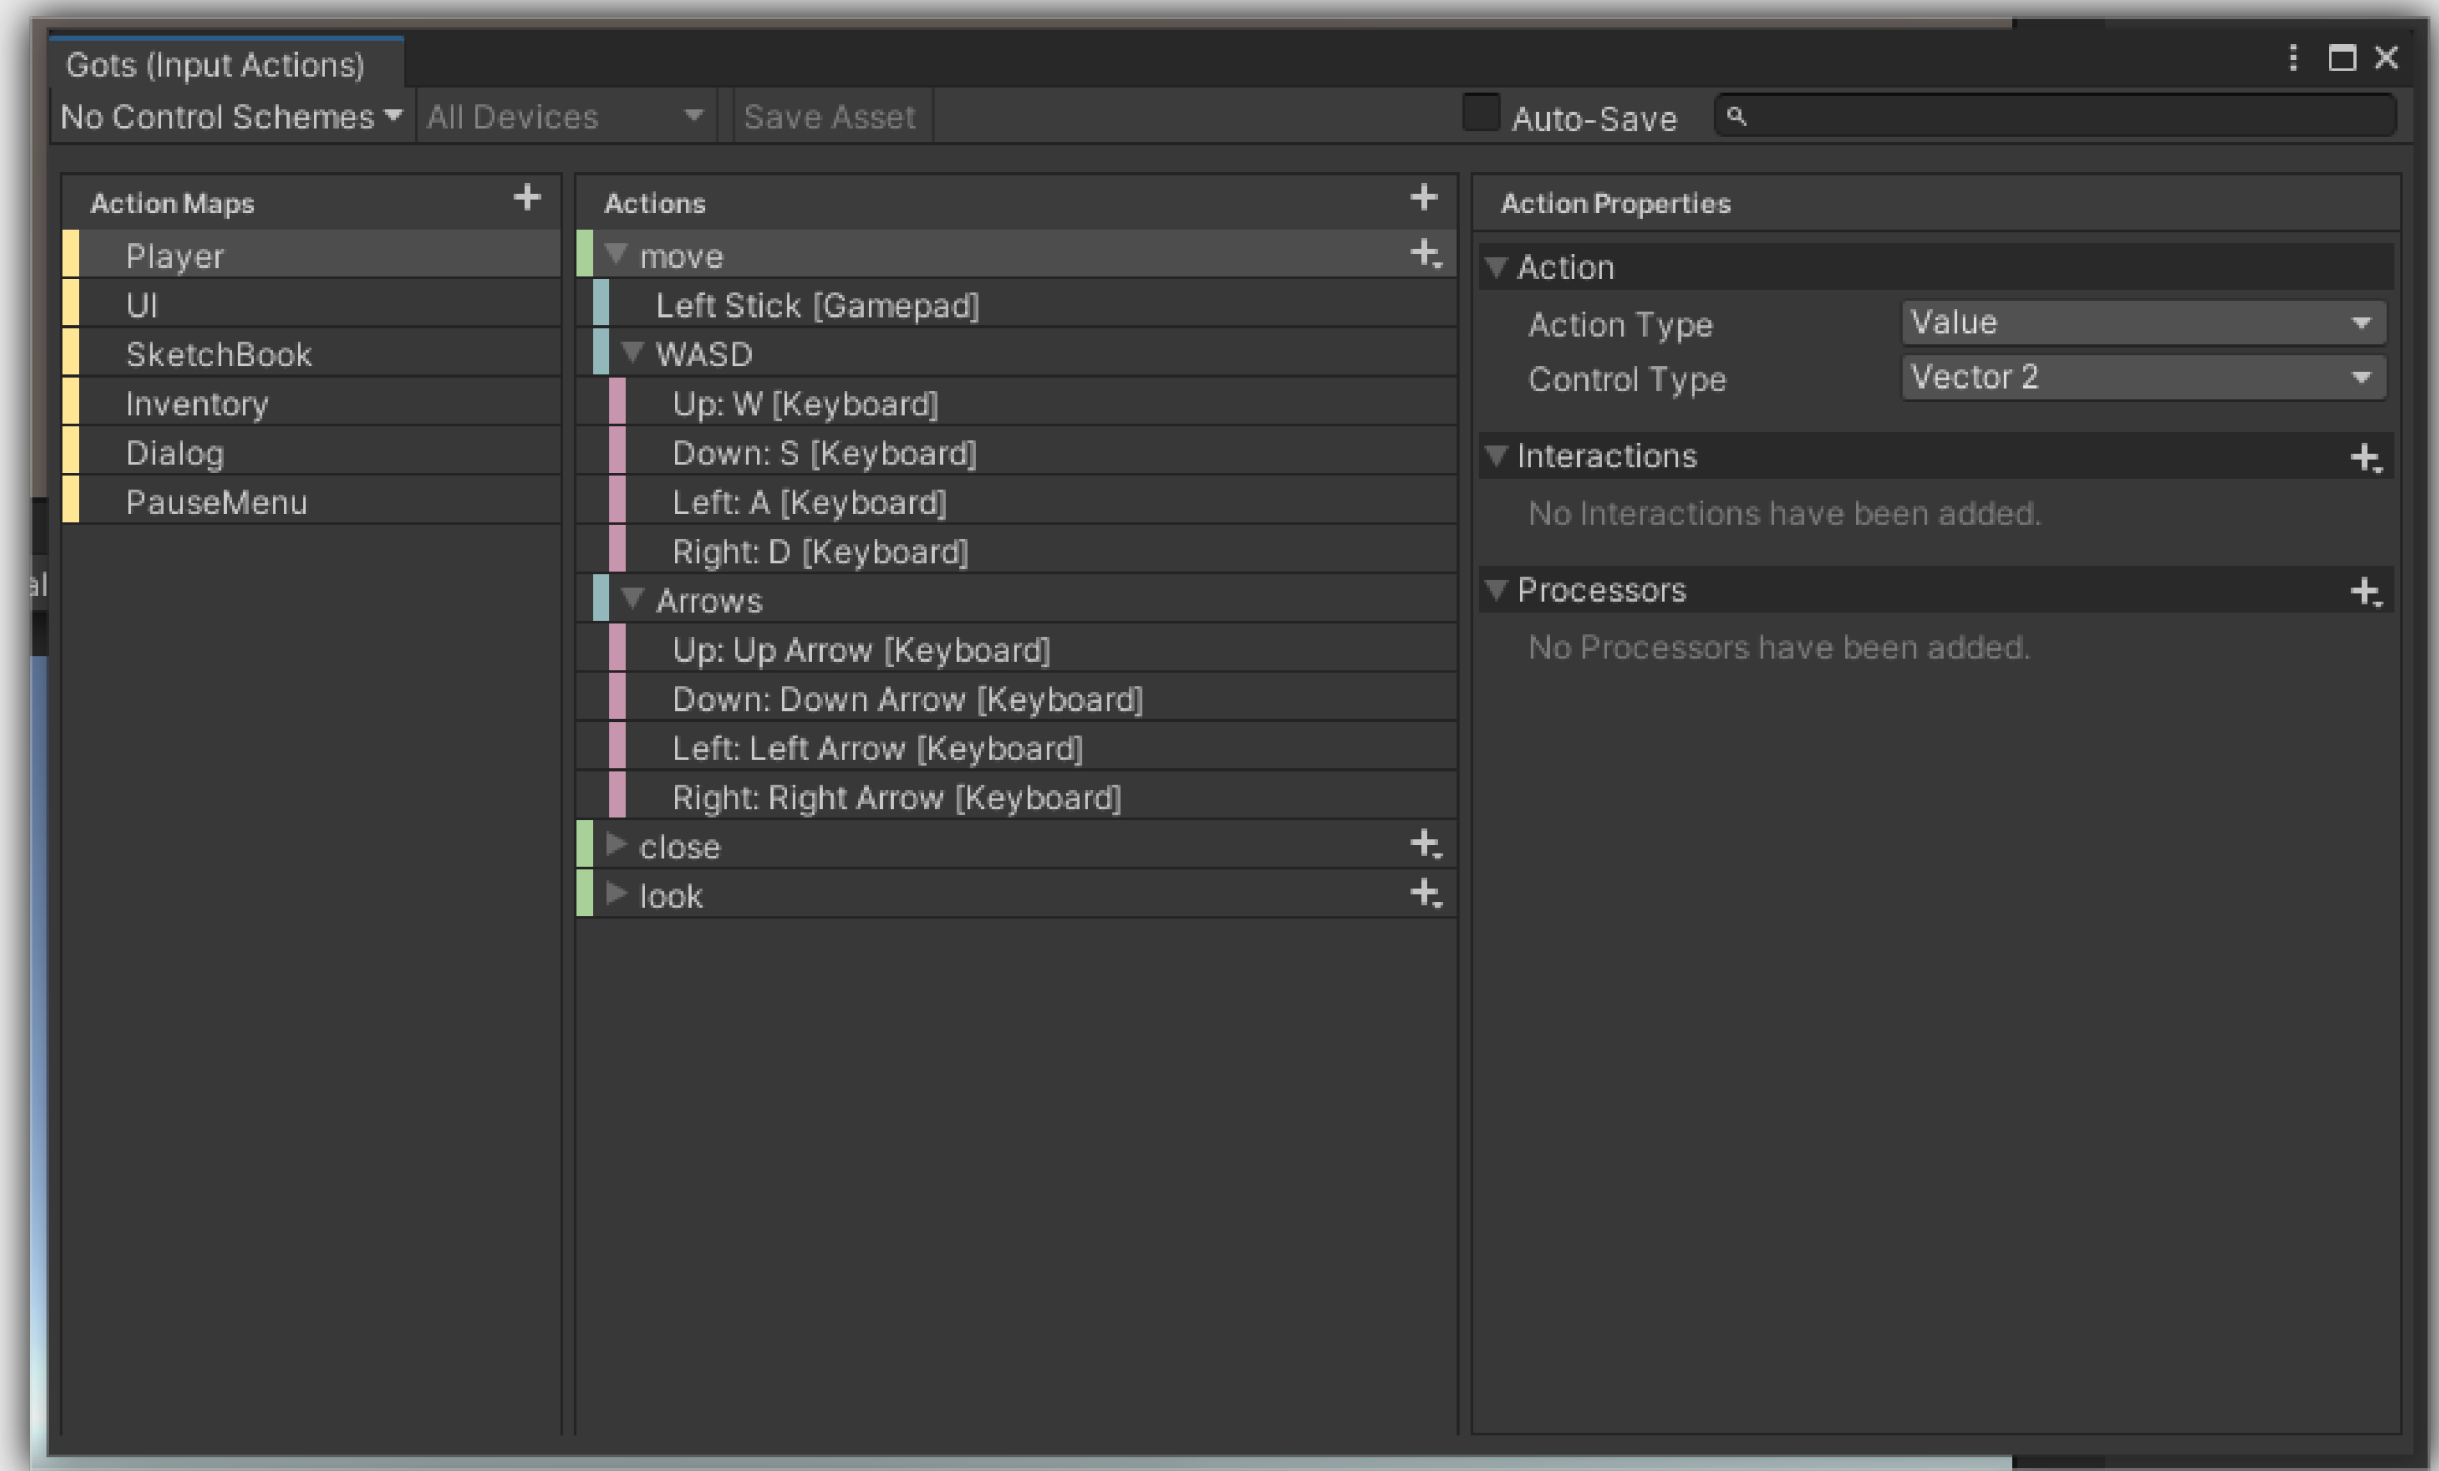 Gots (Input Actions)
No Control Schemes All Devices Save Asset Auto-Save
Action Maps
Player
UI
SketchBook
Inventory
Dialog
PauseMenu
Actions
move
Left Stick [Gamepad]
WASD
Up: W [Keyboard]
Down: S [Keyboard]
Left: A [Keyboard]
Right: D [Keyboard]
Arrows
Up: Up Arrow [Keyboard]
Down: Down Arrow [Keyboard]
Left: Left Arrow [Keyboard]
Right: Right Arrow [Keyboard]
close
look
Action Properties
Action
Action Type Value
Control Type Vector 2
Interactions
No Interactions have been added.
Processors
No Processors have been added.